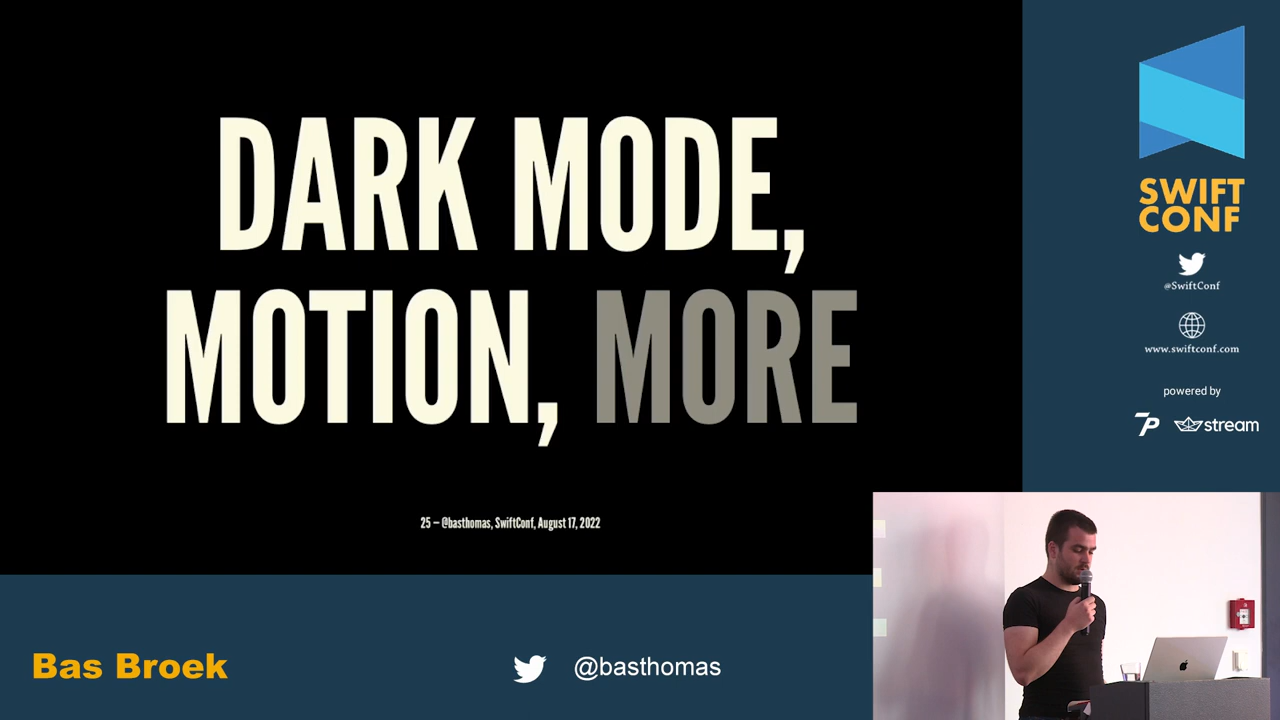 DARK MODE,
MOTION, MORE
25 — @basthomas, SwiftConf, August 17, 2022
SWIFT
CONF
@SwiftConf
www.swiftconf.com
powered by
7P stream
Bas Broek
@basthomas